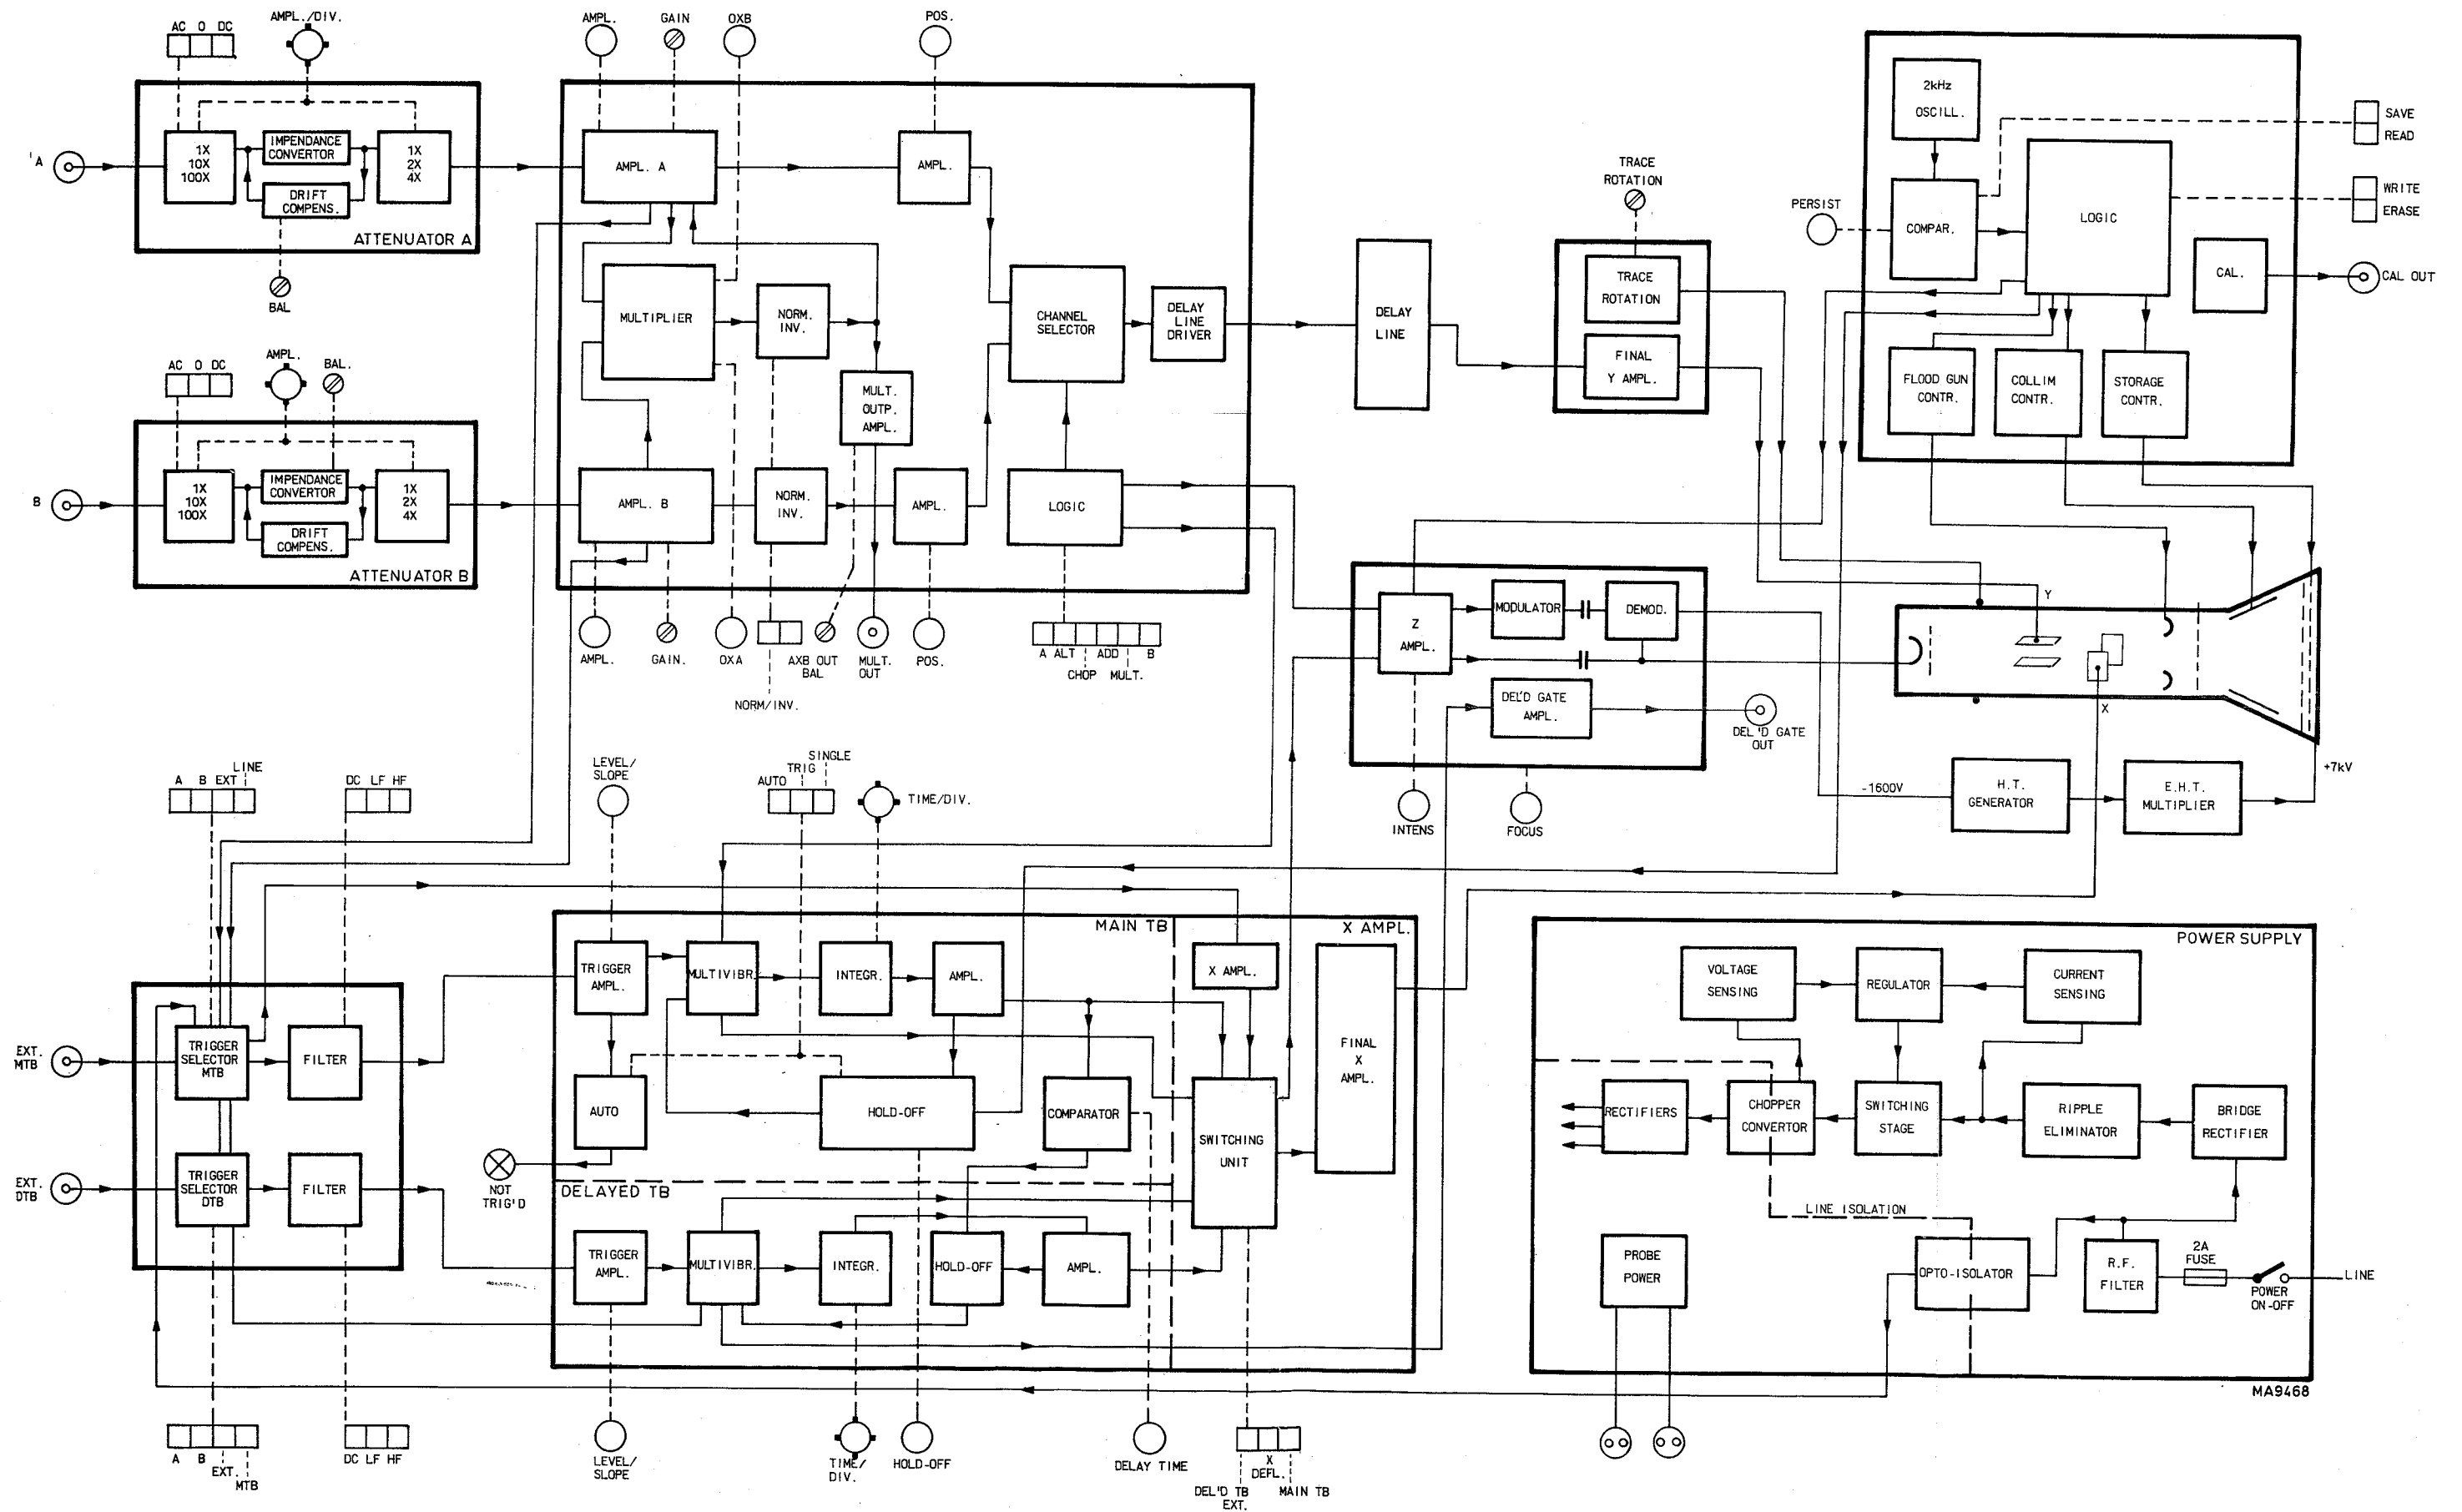 AC O DC
AMPL./DIV.
'A
1X
10X
100X
IMPENDANCE
CONVERTOR
DRIFT
COMPENS.
1X
2X
4X
ATTENUATOR A
BAL
AC O DC
AMPL.
BAL.
B
1X
10X
100X
IMPENDANCE
CONVERTOR
DRIFT
COMPENS.
1X
2X
4X
ATTENUATOR B
AMPL.
GAIN
OXB
POS.
AMPL. A
AMPL.
MULTIPLIER
NORM.
INV.
CHANNEL
SELECTOR
DELAY
LINE
DRIVER
MULT.
OUTP.
AMPL.
AMPL. B
NORM.
INV.
AMPL.
LOGIC
AMPL.
GAIN.
OXA
NORM/INV.
AXB OUT
BAL
MULT.
OUT
POS.
A ALT ADD B
CHOP MULT.
DELAY
LINE
TRACE
ROTATION
TRACE
ROTATION
FINAL
Y AMPL.
2kHz
OSCILL.
PERSIST
COMPAR.
LOGIC
SAVE
READ
WRITE
ERASE
CAL.
CAL OUT
FLOOD GUN
CONTR.
COLLIM
CONTR.
STORAGE
CONTR.
Z
AMPL.
MODULATOR
DEMOD.
DEL'D GATE
AMPL.
DEL'D GATE
OUT
INTENS
FOCUS
Y
X
-1600V
H.T.
GENERATOR
E.H.T.
MULTIPLIER
+7kV
A B EXT LINE
DC LF HF
LEVEL/
SLOPE
AUTO TRIG SINGLE
TIME/DIV.
EXT.
MTB
TRIGGER
SELECTOR
MTB
FILTER
EXT.
DTB
TRIGGER
SELECTOR
DTB
FILTER
A B EXT. MTB
DC LF HF
MAIN TB
TRIGGER
AMPL.
MULTIVIBR.
INTEGR.
AMPL.
AUTO
HOLD-OFF
COMPARATOR
NOT
TRIG'D
DELAYED TB
TRIGGER
AMPL.
MULTIVIBR.
INTEGR.
HOLD-OFF
AMPL.
X AMPL.
X AMPL.
SWITCHING
UNIT
FINAL
X
AMPL.
LEVEL/
SLOPE
TIME/
DIV.
HOLD-OFF
DELAY TIME
X
DEFL.
DEL'D TB MAIN TB
EXT.
POWER SUPPLY
VOLTAGE
SENSING
REGULATOR
CURRENT
SENSING
RECTIFIERS
CHOPPER
CONVERTOR
SWITCHING
STAGE
RIPPLE
ELIMINATOR
BRIDGE
RECTIFIER
LINE ISOLATION
PROBE
POWER
OPTO-ISOLATOR
R.F.
FILTER
2A
FUSE
POWER
ON-OFF
LINE
MA9468